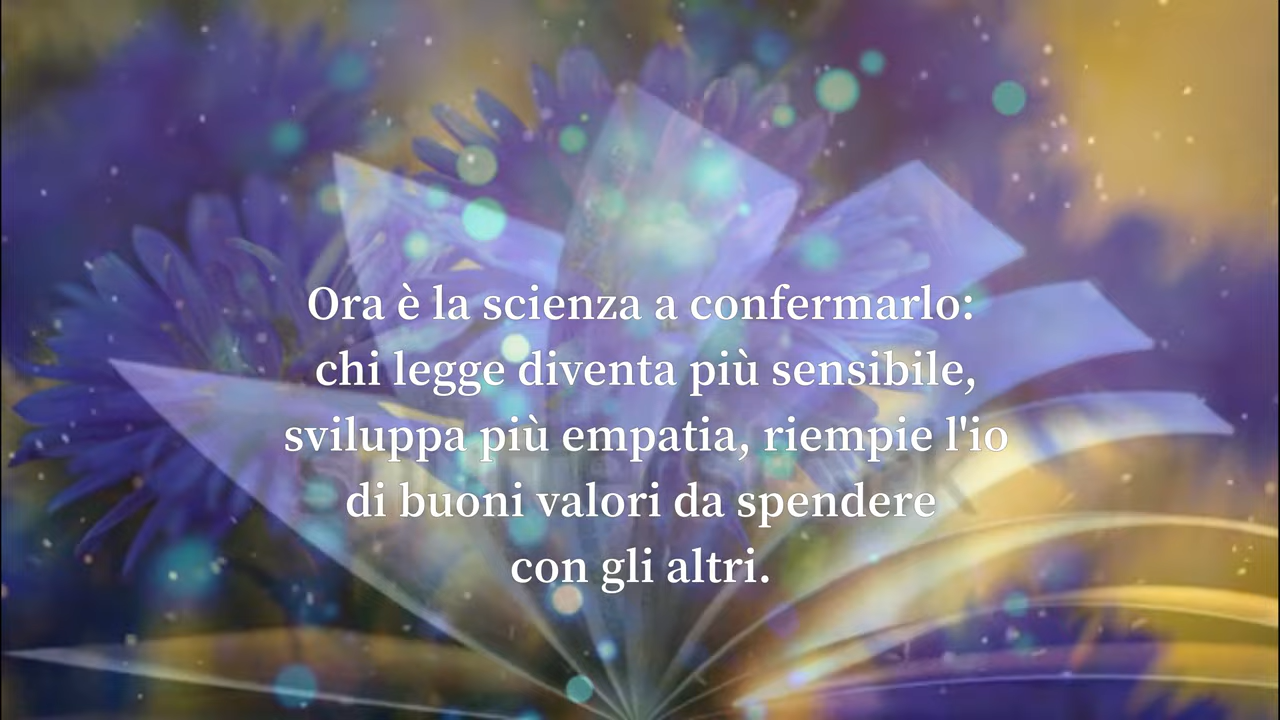 Ora è la scienza a confermarlo:
chi legge diventa più sensibile,
sviluppa più empatia, riempie l'io
di buoni valori da spendere
con gli altri.